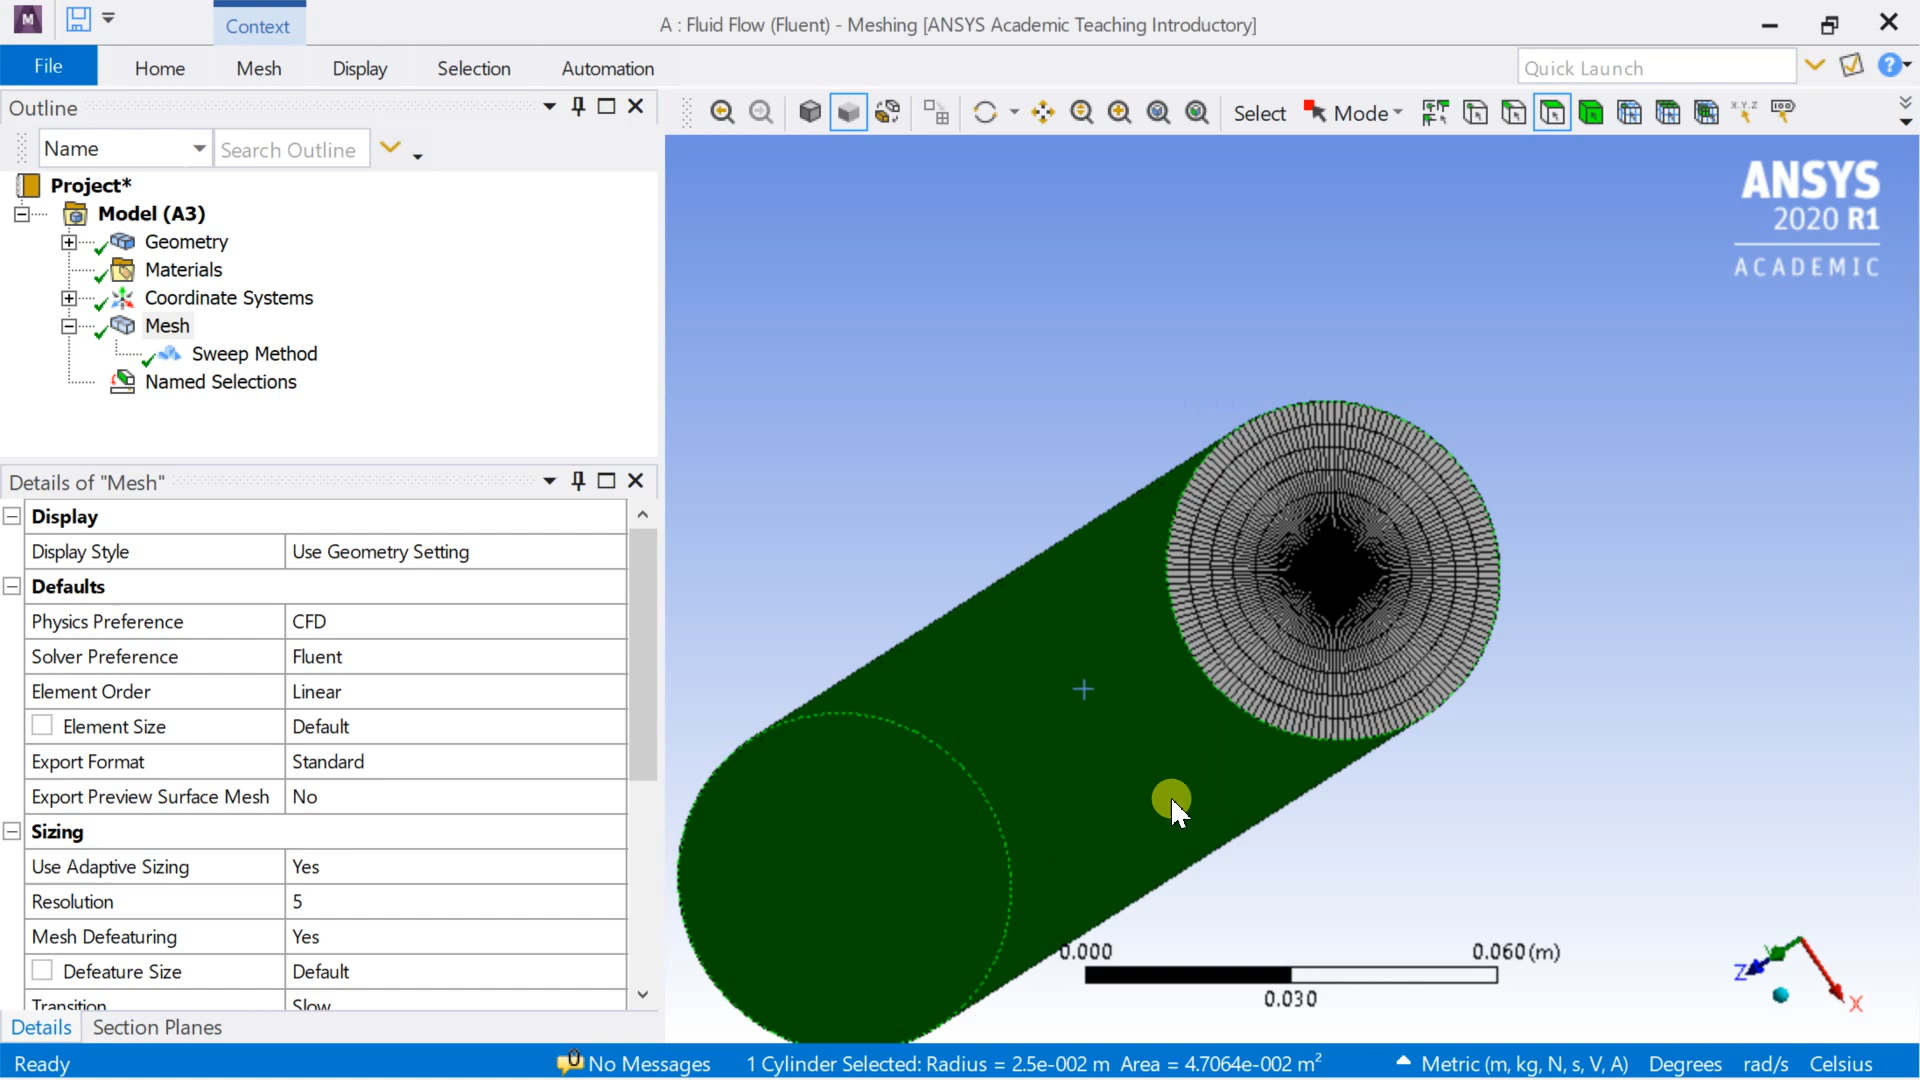 M
Context
A : Fluid Flow (Fluent) - Meshing [ANSYS Academic Teaching Introductory]
File
Home
Mesh
Display
Selection
Automation
Quick Launch
?
Outline
Name
Search Outline
Project*
Model (A3)
Geometry
Materials
Coordinate Systems
Mesh
Sweep Method
Named Selections
Select
Mode
X,Y,Z
ANSYS
2020 R1
ACADEMIC
Details of "Mesh"
Display
Display Style Use Geometry Setting
Defaults
Physics Preference CFD
Solver Preference Fluent
Element Order Linear
Element Size Default
Export Format Standard
Export Preview Surface Mesh No
Sizing
Use Adaptive Sizing Yes
Resolution 5
Mesh Defeaturing Yes
Defeature Size Default
Transition Slow
Details
Section Planes
0.000
0.060 (m)
0.030
Y
Z
X
Ready
No Messages
1 Cylinder Selected: Radius = 2.5e-002 m Area = 4.7064e-002 m²
Metric (m, kg, N, s, V, A)
Degrees
rad/s
Celsius